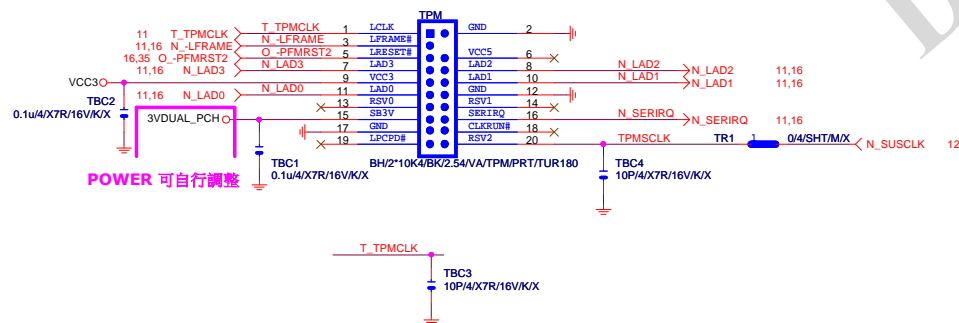 TPM
11 T_TPMCLK T_TPMCLK 1 LCLK GND 2
11,16 N_-LFRAME N_-LFRAME 3 LFRAME#
16,35 O_-PFMRST2 O_-PFMRST2 5 LRESET# VCC5 6
11,16 N_LAD3 N_LAD3 7 LAD3 LAD2 8 N_LAD2 N_LAD2 11,16
VCC3 9 VCC3 LAD1 10 N_LAD1 N_LAD1 11,16
11,16 N_LAD0 N_LAD0 11 LAD0 GND 12
TBC2
0.1u/4/X7R/16V/K/X
13 RSV0 RSV1 14
3VDUAL_PCH 15 SB3V SERIRQ 16 N_SERIRQ N_SERIRQ 11,16
17 GND CLKRUN# 18
19 LPCPD# RSV2 20 TPMSCLK TR1 1 0/4/SHT/M/X N_SUSCLK 12
BH/2*10K4/BK/2.54/VA/TPM/PRT/TUR180
TBC1
0.1u/4/X7R/16V/K/X
TBC4
10P/4/X7R/16V/K/X
POWER 可自行調整
T_TPMCLK
TBC3
10P/4/X7R/16V/K/X